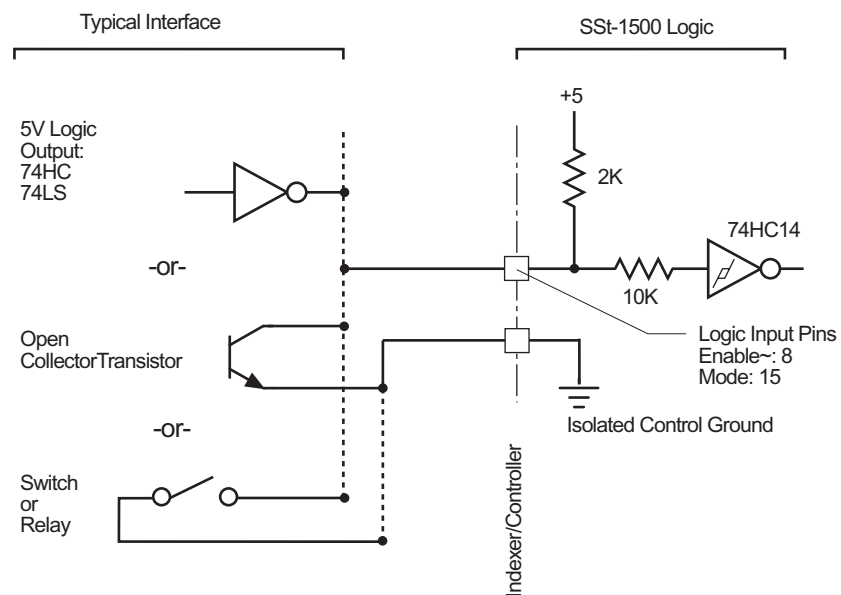 Typical Interface
SSt-1500 Logic
+5
5V Logic
Output:
74HC
74LS
2K
74HC14
-or-
10K
Open
CollectorTransistor
Logic Input Pins
Enable~: 8
Mode: 15
-or-
Isolated Control Ground
Switch
or
Relay
Indexer/Controller